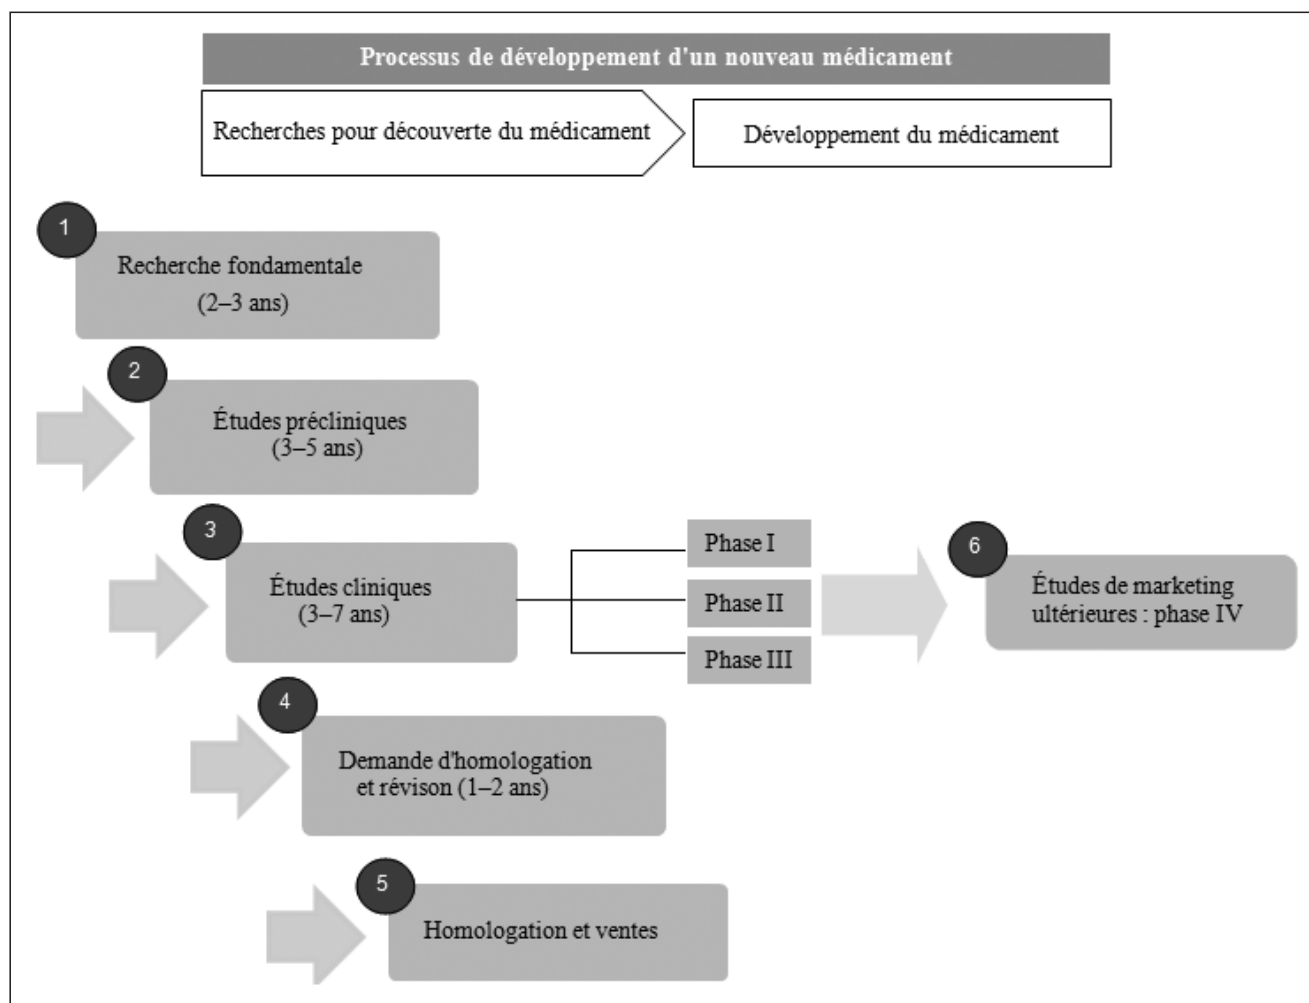 Processus de développement d'un nouveau médicament
Recherches pour découverte du médicament
Développement du médicament
1
Recherche fondamentale
(2–3 ans)
2
Études précliniques
(3–5 ans)
3
Études cliniques
(3–7 ans)
Phase I
Phase II
Phase III
6
Études de marketing
ultérieures : phase IV
4
Demande d'homologation
et révison (1–2 ans)
5
Homologation et ventes